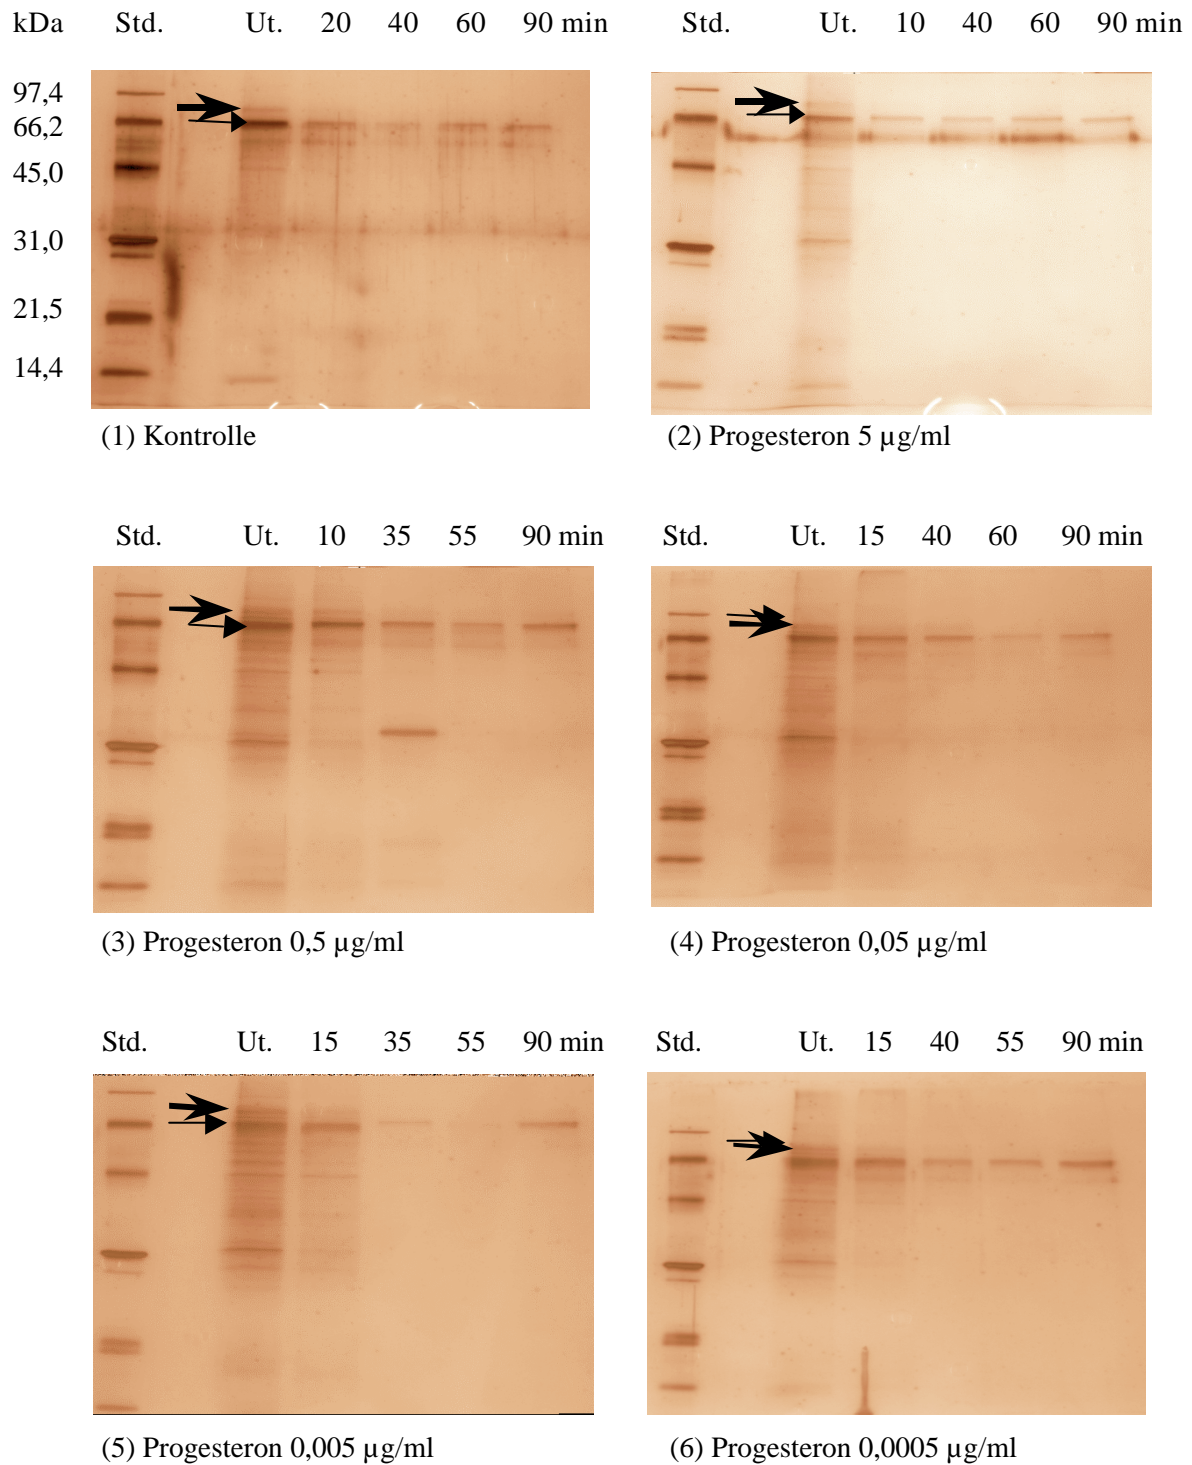 kDa Std. Ut. 20 40 60 90 min Std. Ut. 10 40 60 90 min
97,4
66,2
45,0
31,0
21,5
14,4
(1) Kontrolle (2) Progesteron 5 µg/ml
Std. Ut. 10 35 55 90 min Std. Ut. 15 40 60 90 min
(3) Progesteron 0,5 µg/ml (4) Progesteron 0,05 µg/ml
Std. Ut. 15 35 55 90 min Std. Ut. 15 40 55 90 min
(5) Progesteron 0,005 µg/ml (6) Progesteron 0,0005 µg/ml